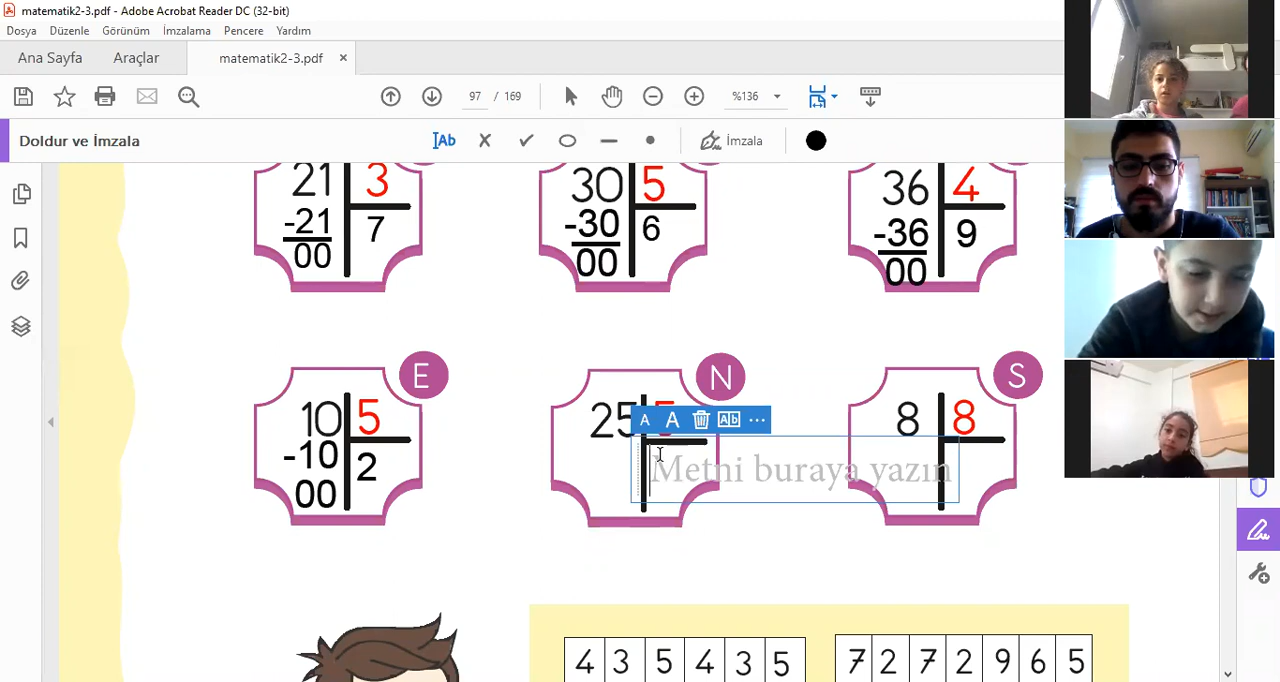 matematik2-3.pdf - Adobe Acrobat Reader DC (32-bit)
Dosya Düzenle Görünüm İmzalama Pencere Yardım
Ana Sayfa Araçlar matematik2-3.pdf ×
97 / 169 %136
Doldur ve İmzala
Ab İmzala
21 3
-21 7
00
30 5
-30 6
00
36 4
-36 9
00
E
10 5
-10 2
00
N
25 5
A A Ab ...
Metni buraya yazın
S
8 8
4 3 5 4 3 5
7 2 7 2 9 6 5